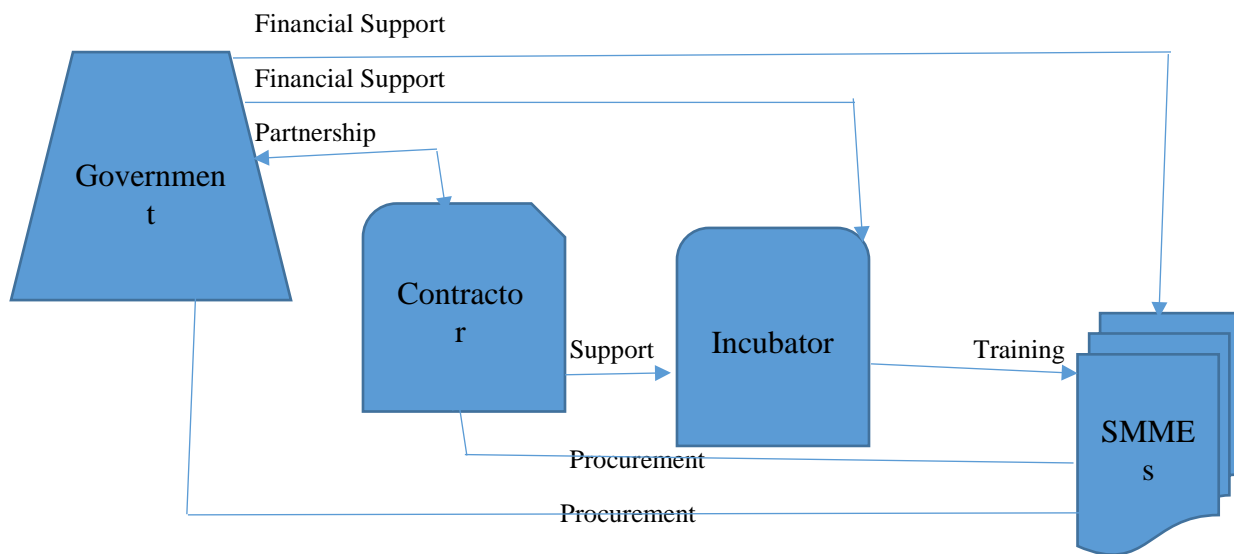 Financial Support
Financial Support
Partnership
Governmen
t
Contracto
r
Support
Incubator
Training
SMME
s
Procurement
Procurement